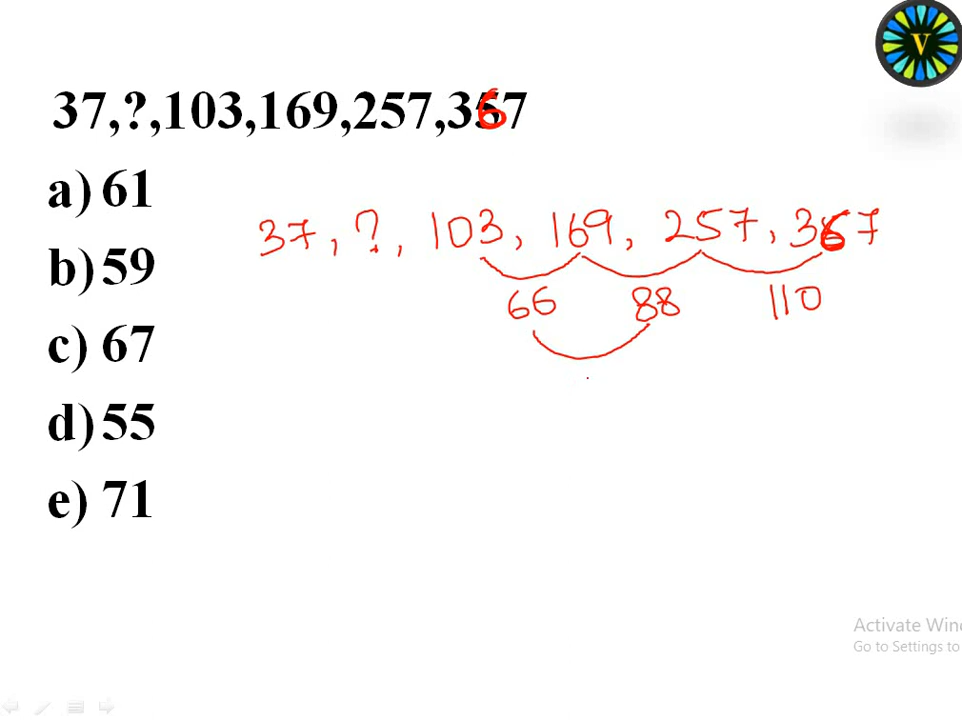 37,?,103,169,257,367
a) 61
37, ?, 103, 169, 257, 367
b) 59
66 88 110
c) 67
d) 55
e) 71
V
Activate Win
Go to Settings to